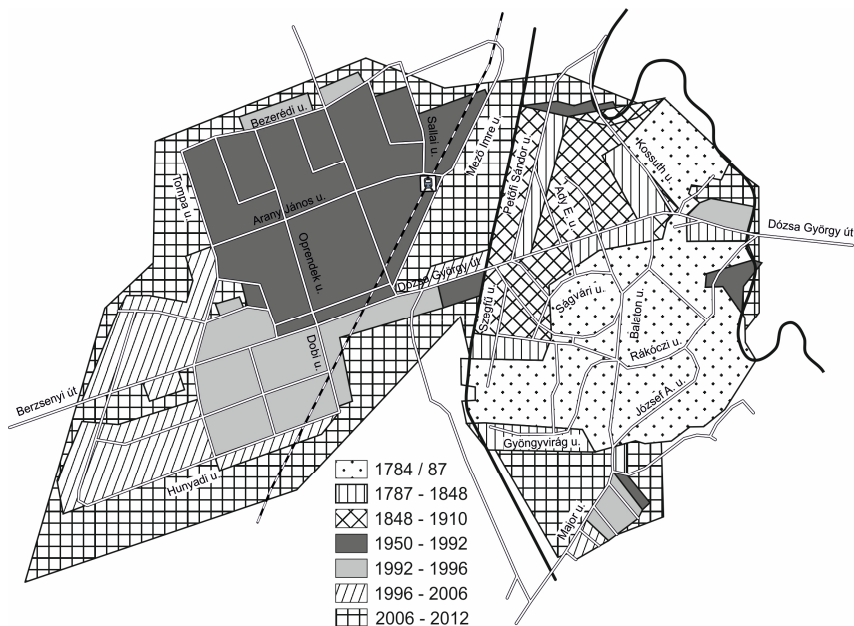 Bezerédi u.
Sallai u.
Mező Imre u.
Petőfi Sándor u.
Kossuth u.
Tompa u.
Arany János u.
Ady E. u.
Oprendek u.
Dózsa György út
Dózsa György út
Szegfű u.
Ságvári u.
Balaton u.
Dobi u.
Rákóczi u.
Berzsenyi út
József A. u.
Gyöngyvirág u.
Hunyadi u.
Major u.
1784 / 87
1787 - 1848
1848 - 1910
1950 - 1992
1992 - 1996
1996 - 2006
2006 - 2012